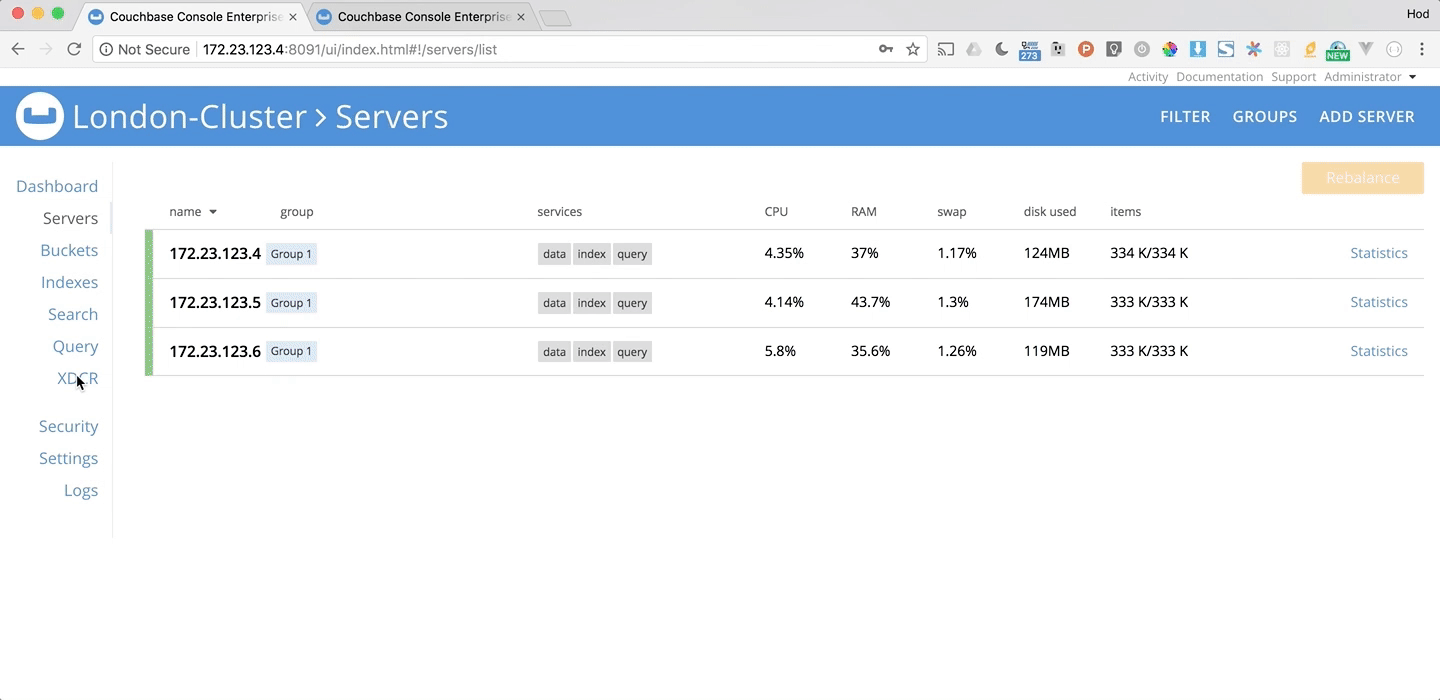 Couchbase Console Enterprise Couchbase Console Enterprise Hod
Not Secure 172.23.123.4:8091/ui/index.html#!/servers/list 273 NEW
Activity Documentation Support Administrator
London-Cluster > Servers FILTER GROUPS ADD SERVER
Rebalance
Dashboard
Servers
Buckets
Indexes
Search
Query
XDCR
Security
Settings
Logs
name group services CPU RAM swap disk used items
172.23.123.4 Group 1 data index query 4.35% 37% 1.17% 124MB 334 K/334 K Statistics
172.23.123.5 Group 1 data index query 4.14% 43.7% 1.3% 174MB 333 K/333 K Statistics
172.23.123.6 Group 1 data index query 5.8% 35.6% 1.26% 119MB 333 K/333 K Statistics